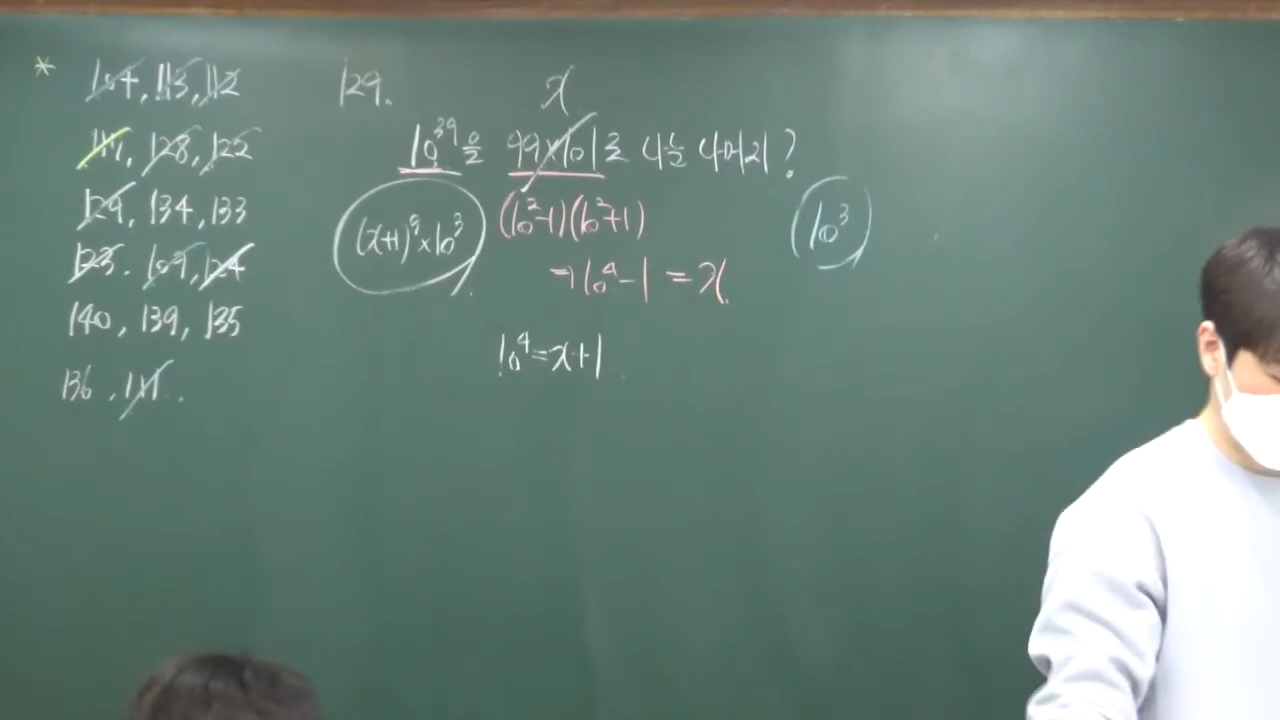 * 104, 113, 112
111, 128, 122
129, 134, 133
123. 109, 124
140, 139, 135
136, 111.
129.
x
10³⁹을 99×101로 나눈 나머지?
(x+1)⁹×10³
(10²-1)(10²+1)
10³
⇒10⁴-1=x
10⁴=x+1